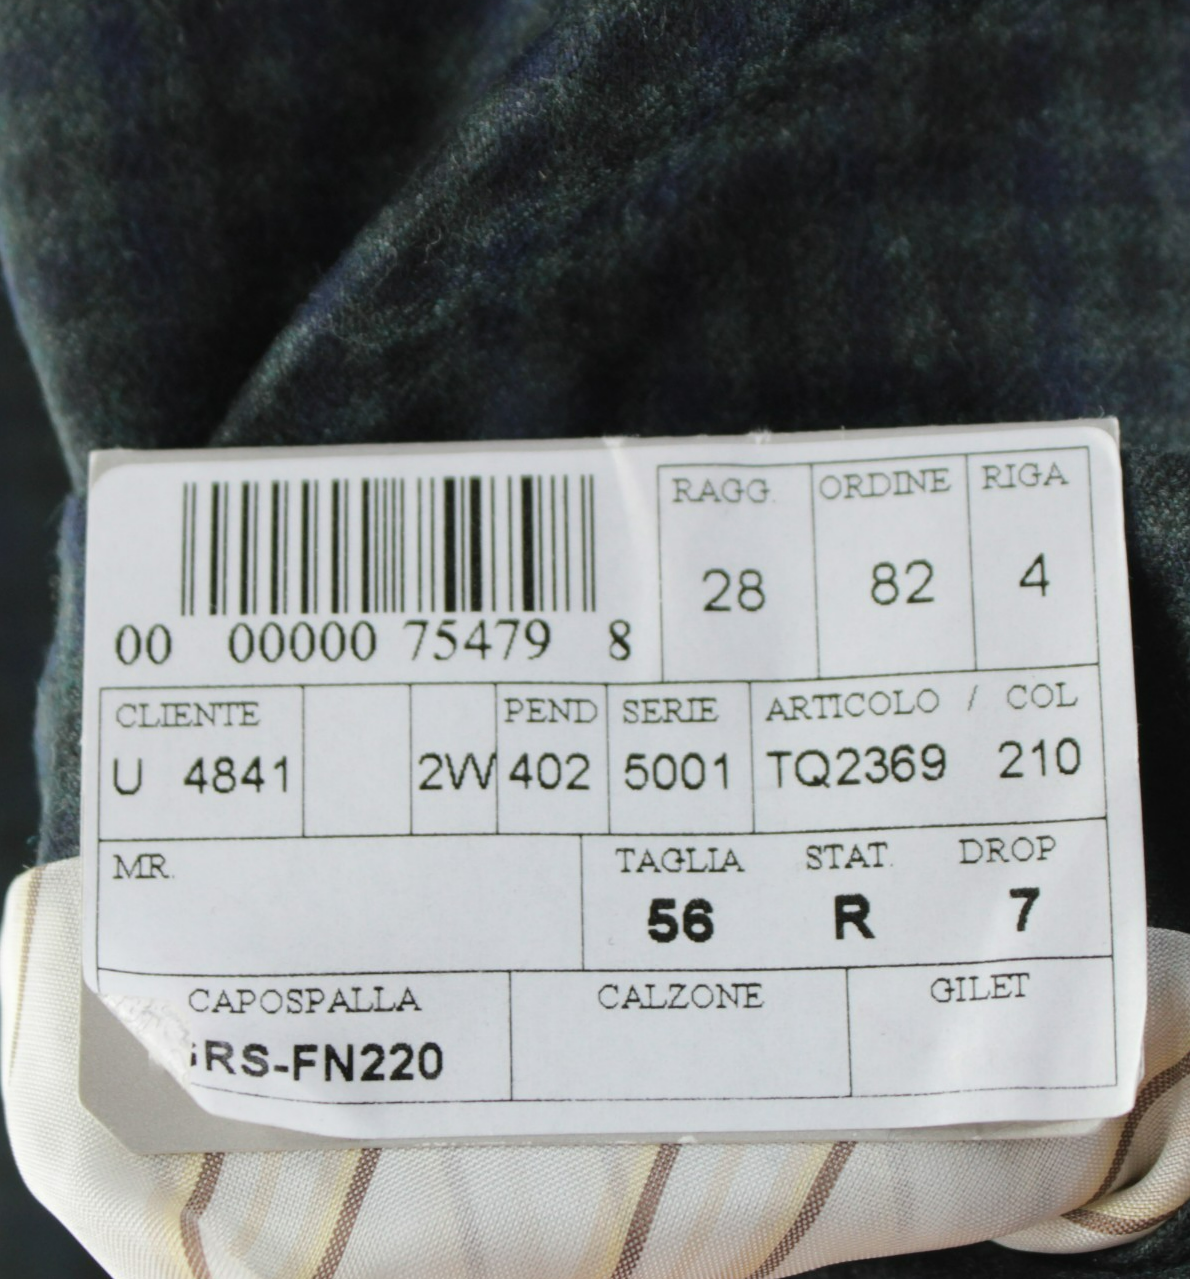 RAGG. ORDINE RIGA
28 82 4
00 00000 75479 8
CLIENTE PEND SERIE ARTICOLO / COL
U 4841 2W 402 5001 TQ2369 210
MR. TAGLIA STAT. DROP
56 R 7
CAPOSPALLA CALZONE GILET
RS-FN220